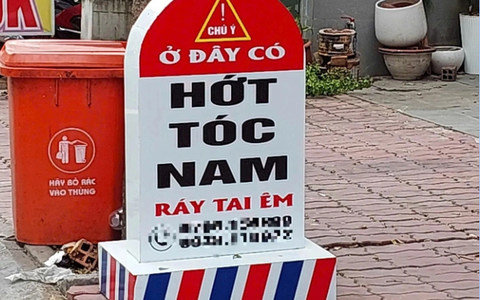 CHÚ Ý
Ở ĐÂY CÓ
HỚT
TÓC
NAM
RÁY TAI ÊM
HÃY BỎ RÁC
VÀO THÙNG